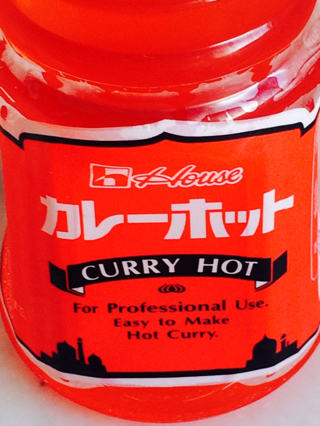 House
カレーホット
CURRY HOT
For Professional Use.
Easy to Make
Hot Curry.